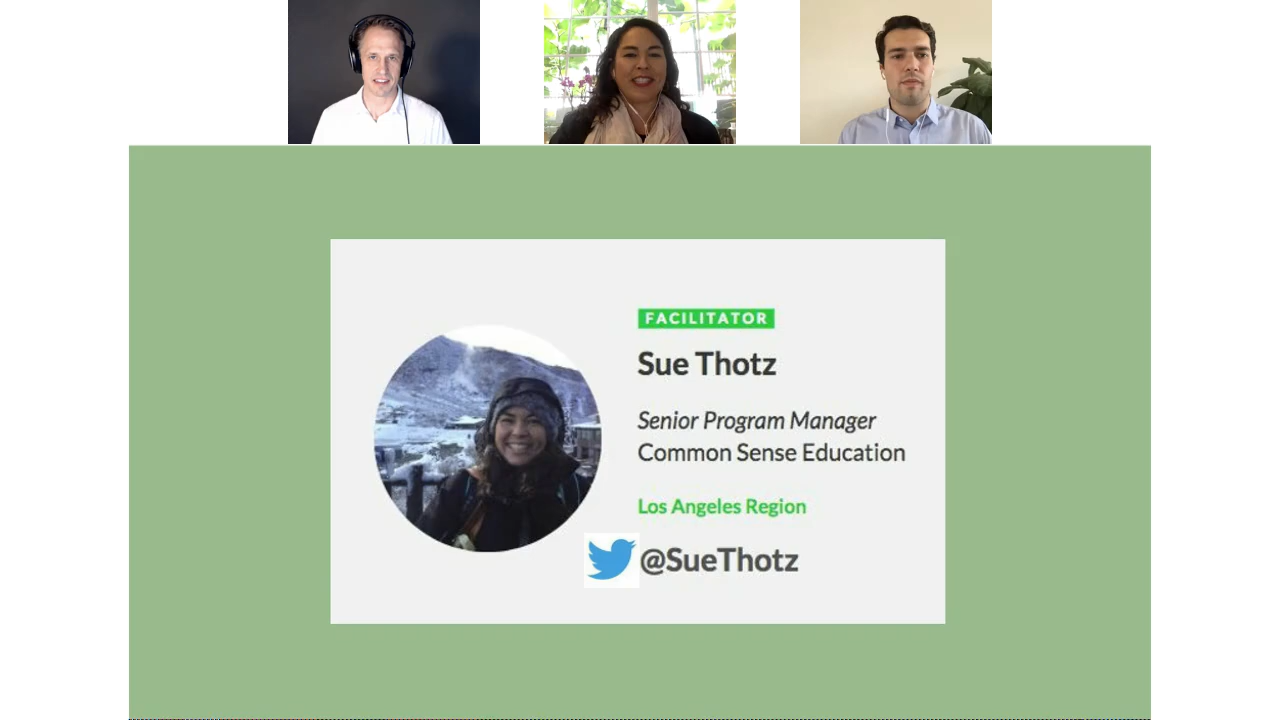 FACILITATOR
Sue Thotz
Senior Program Manager
Common Sense Education
Los Angeles Region
@SueThotz